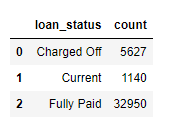 loan_status count
0 Charged Off 5627
1 Current 1140
2 Fully Paid 32950